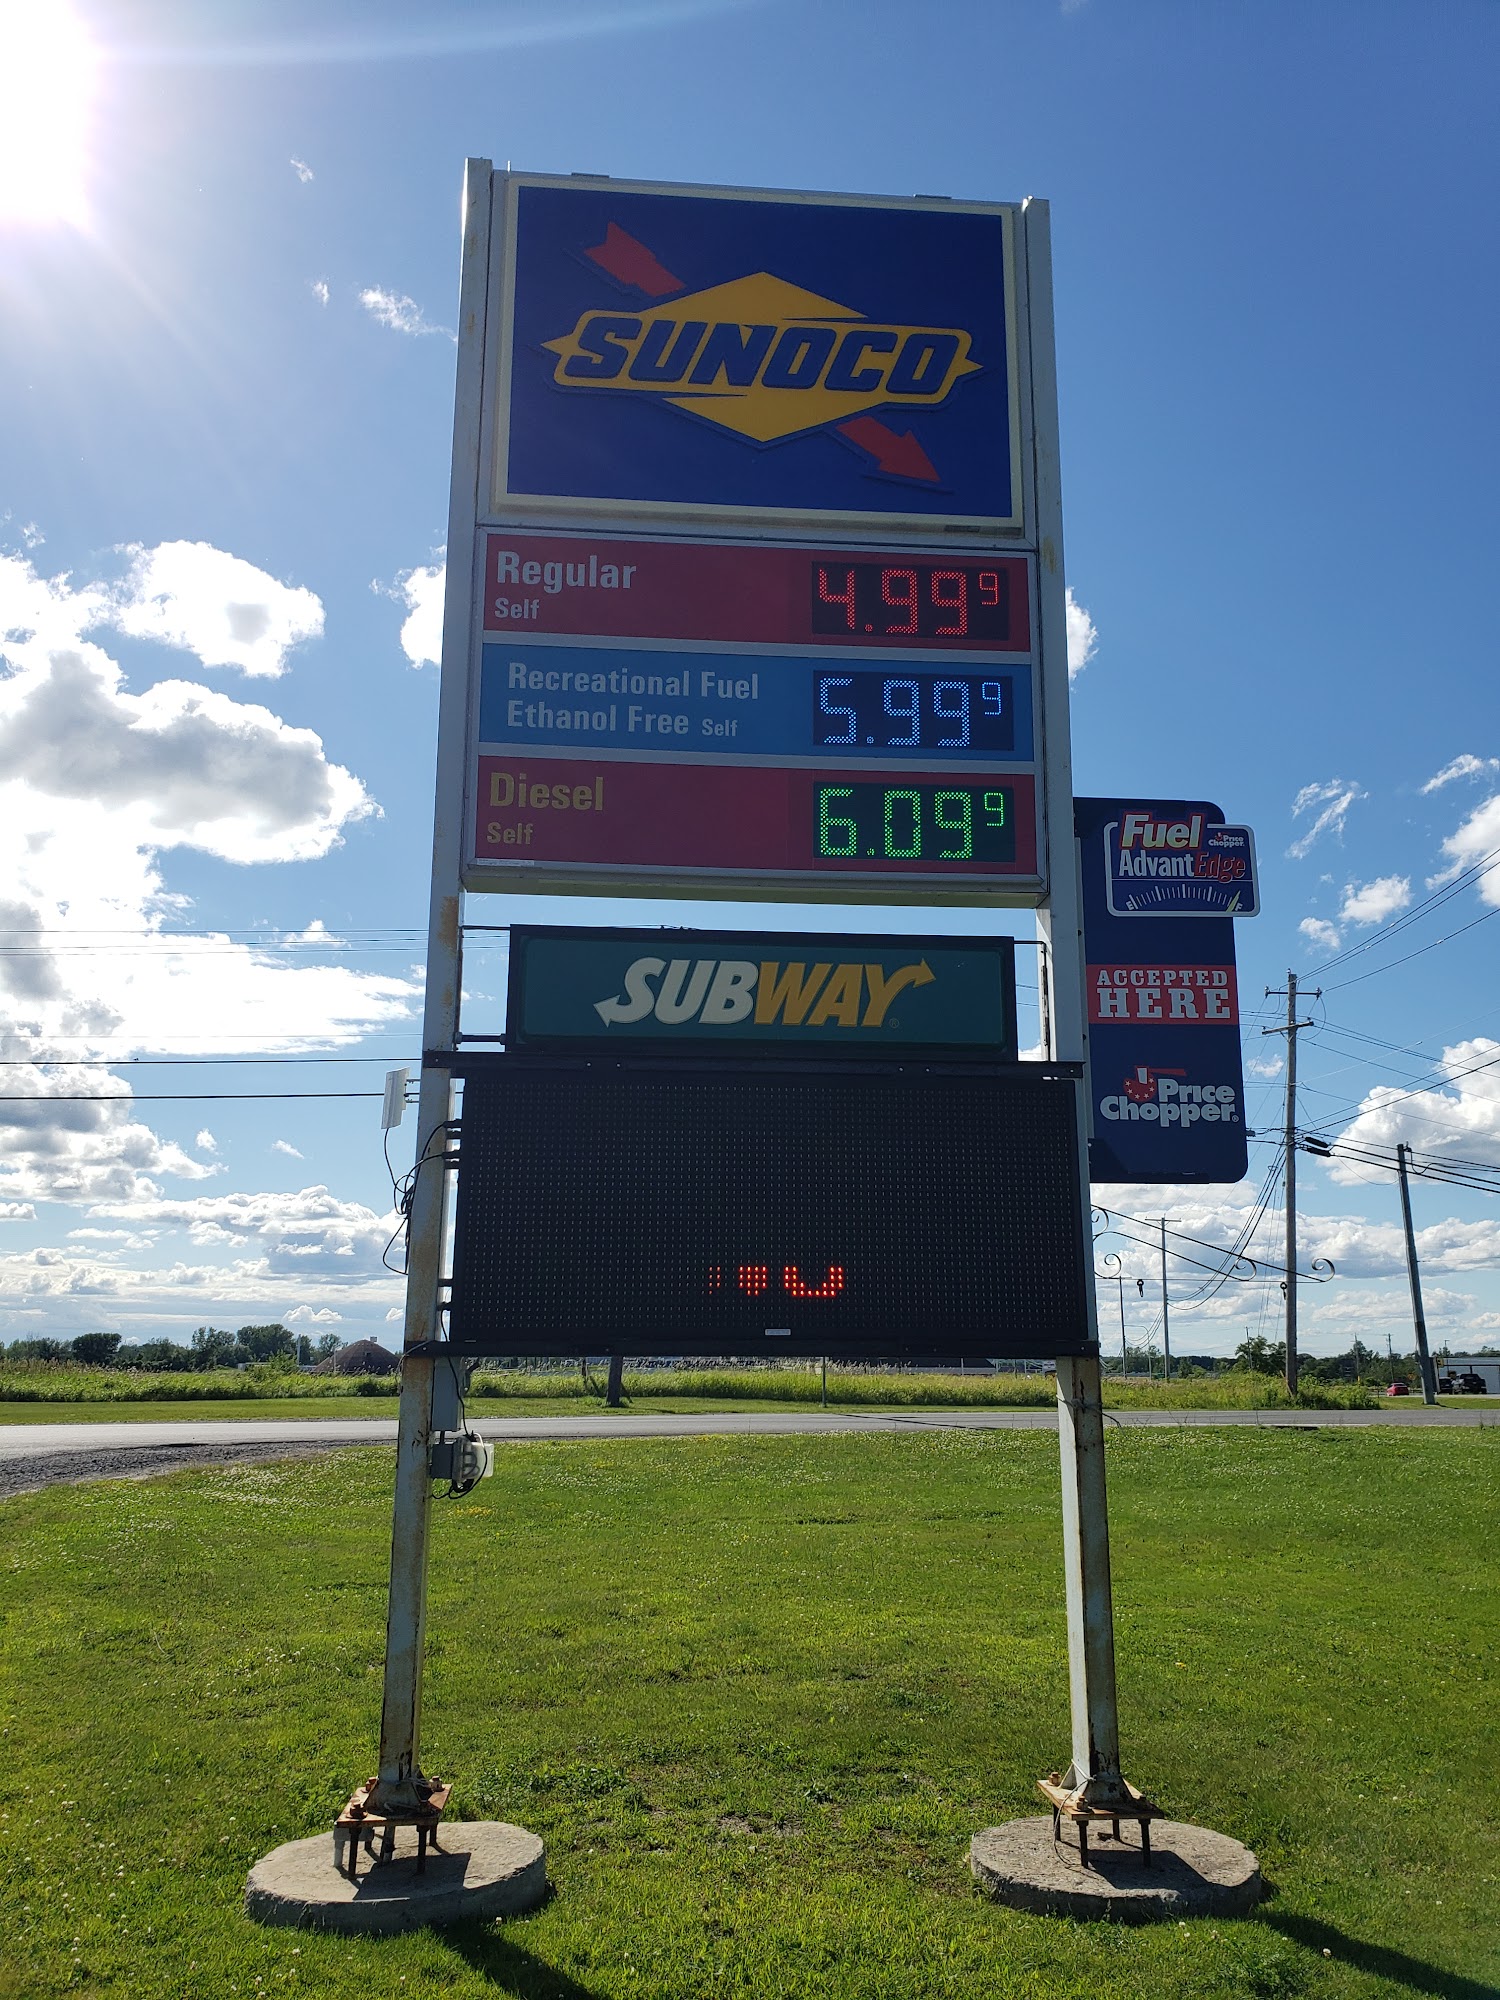 SUNOCO
Regular
Self
4.99 9
Recreational Fuel
Ethanol Free Self
5.99 9
Diesel
Self
6.09 9
SUBWAY
Fuel
Price
Chopper
AdvantEdge
E F
ACCEPTED
HERE
Price
Chopper